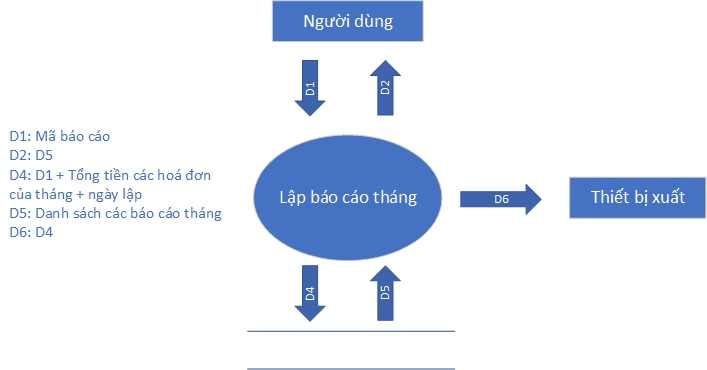 Người dùng
D1
D2
D1: Mã báo cáo
D2: D5
D4: D1 + Tổng tiền các hoá đơn
của tháng + ngày lập
D5: Danh sách các báo cáo tháng
D6: D4
Lập báo cáo tháng
D6
Thiết bị xuất
D4
D5